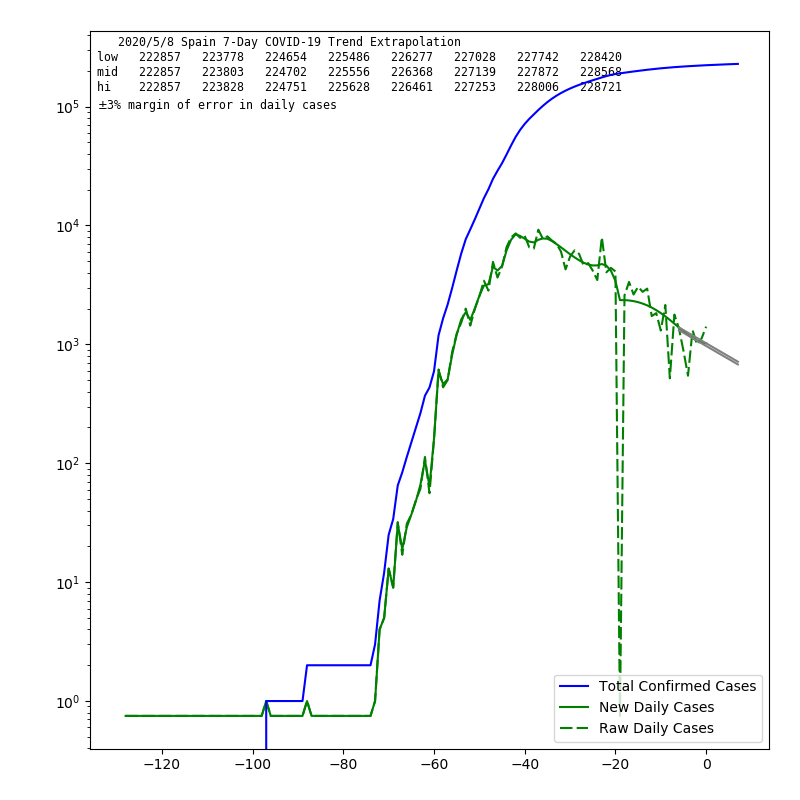 2020/5/8 Spain 7-Day COVID-19 Trend Extrapolation
low 222857 223778 224654 225486 226277 227028 227742 228420
mid 222857 223803 224702 225556 226368 227139 227872 228568
hi 222857 223828 224751 225628 226461 227253 228006 228721
±3% margin of error in daily cases
10^5
10^4
10^3
10^2
10^1
10^0
Total Confirmed Cases
New Daily Cases
Raw Daily Cases
−120 −100 −80 −60 −40 −20 0